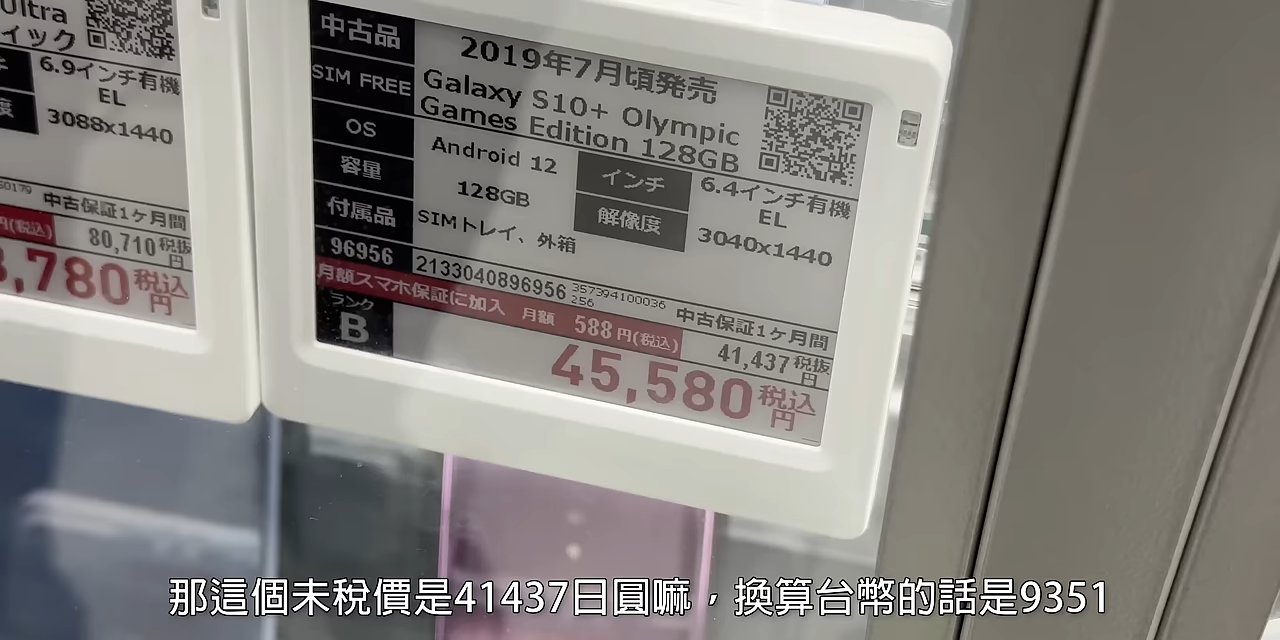 Ultra
ィック
6.9インチ有機
EL
3088x1440
中古保証1ヶ月間
円(税込)
80,710税抜
円
,780税込
円
中古品
2019年7月頃発売
SIM FREE
Galaxy S10+ Olympic
Games Edition 128GB
OS
Android 12
インチ
6.4インチ有機
EL
容量
128GB
解像度
3040x1440
付属品
SIMトレイ、外箱
96956
2133040896956
357394100036
256
中古保証1ヶ月間
月額スマホ保証に加入 月額 588円(税込)
41,437税抜
円
ランク
B
45,580税込
円
那這個未稅價是41437日圓嘛，換算台幣的話是9351